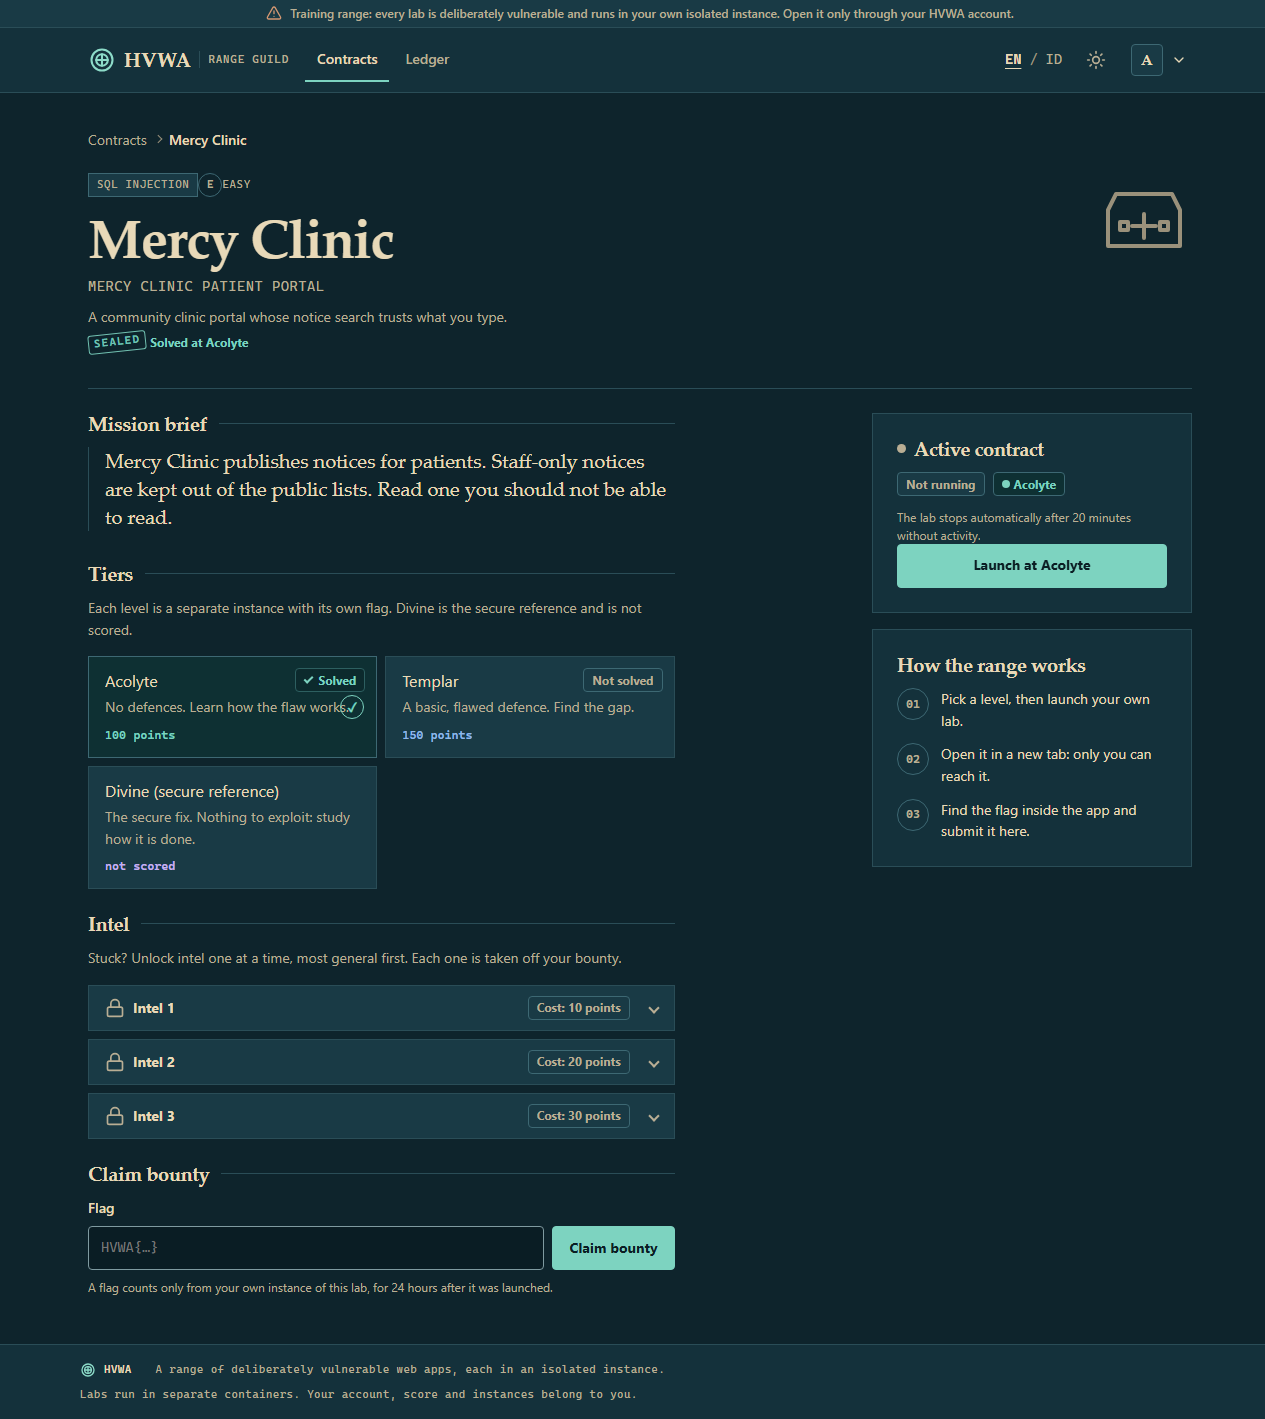 Training range: every lab is deliberately vulnerable and runs in your own isolated instance. Open it only through your HVWA account.
HVWA RANGE GUILD Contracts Ledger EN / ID A
Contracts Mercy Clinic
SQL INJECTION E EASY
Mercy Clinic
MERCY CLINIC PATIENT PORTAL
A community clinic portal whose notice search trusts what you type.
SEALED Solved at Acolyte
Mission brief
Mercy Clinic publishes notices for patients. Staff-only notices
are kept out of the public lists. Read one you should not be able
to read.
Tiers
Each level is a separate instance with its own flag. Divine is the secure reference and is not
scored.
Acolyte Solved
No defences. Learn how the flaw works.
100 points
Templar Not solved
A basic, flawed defence. Find the gap.
150 points
Divine (secure reference)
The secure fix. Nothing to exploit: study
how it is done.
not scored
Intel
Stuck? Unlock intel one at a time, most general first. Each one is taken off your bounty.
Intel 1 Cost: 10 points
Intel 2 Cost: 20 points
Intel 3 Cost: 30 points
Claim bounty
Flag
HVWA{…} Claim bounty
A flag counts only from your own instance of this lab, for 24 hours after it was launched.
Active contract
Not running Acolyte
The lab stops automatically after 20 minutes
without activity.
Launch at Acolyte
How the range works
01 Pick a level, then launch your own
lab.
02 Open it in a new tab: only you can
reach it.
03 Find the flag inside the app and
submit it here.
HVWA A range of deliberately vulnerable web apps, each in an isolated instance.
Labs run in separate containers. Your account, score and instances belong to you.